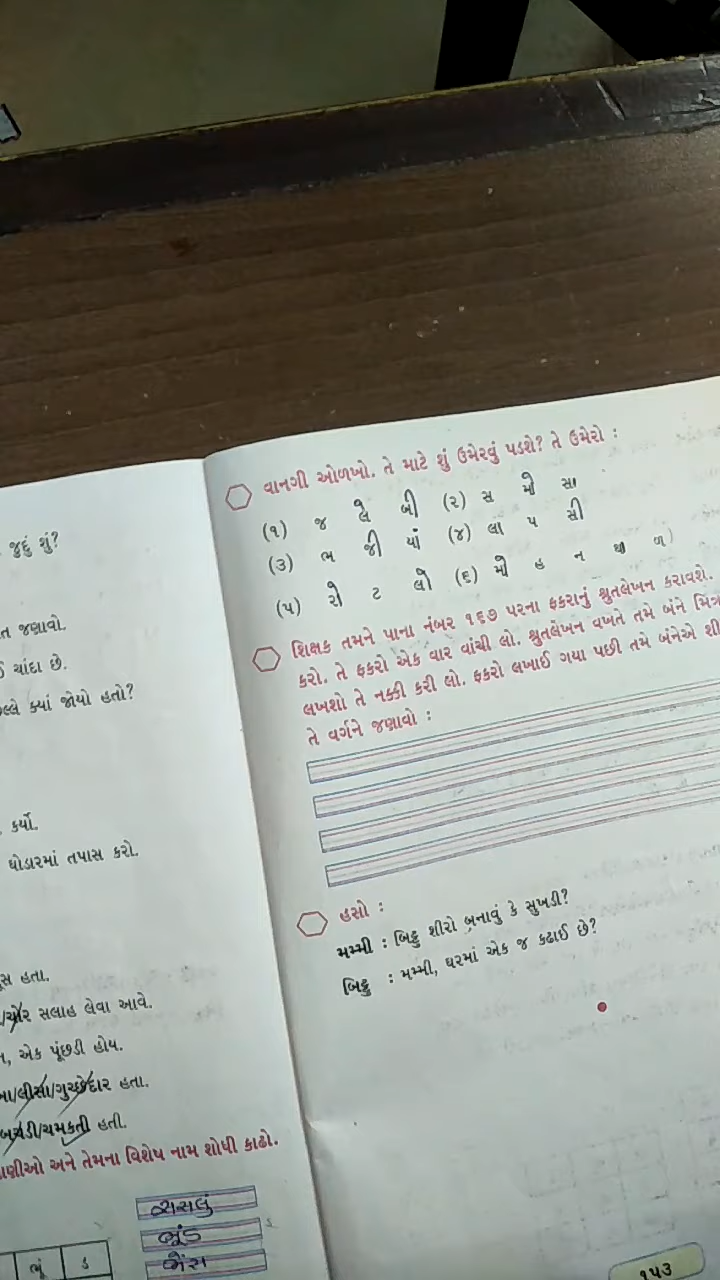 જુદું શું?
જણાવો.
ચાંદા છે.
ક્યાં જોયો હતો?
કર્યો.
ઘોડારમાં તપાસ કરો.
હતા.
/ચોર સલાહ લેવા આવે.
એક પૂંછડી હોય.
/લીસા/ગુચ્છેદાર હતા.
/ચમકતી હતી.
અને તેમના વિશેષ નામ શોધી કાઢો.
સસલું
ભૂંડ
ભેંસ
ભૂં ડ
વાનગી ઓળખો. તે માટે શું ઉમેરવું પડશે? તે ઉમેરો :
(૧) જ લે બી (૨) સ મો સા
(૩) ભ જી યાં (૪) લા પ સી
(૫) રો ટ લો (૬) મો હ ન થા ળ
શિક્ષક તમને પાના નંબર ૧૬૭ પરના ફકરાનું શ્રુતલેખન કરાવશે.
કરો. તે ફકરો એક વાર વાંચી લો. શ્રુતલેખન વખતે તમે બંને
લખશો તે નક્કી કરી લો. ફકરો લખાઈ ગયા પછી તમે બંનેએ
તે વર્ગને જણાવો :
હસો :
મમ્મી : બિટ્ટુ શીરો બનાવું કે સુખડી?
બિટ્ટુ : મમ્મી, ઘરમાં એક જ કઢાઈ છે?
૧૫૩